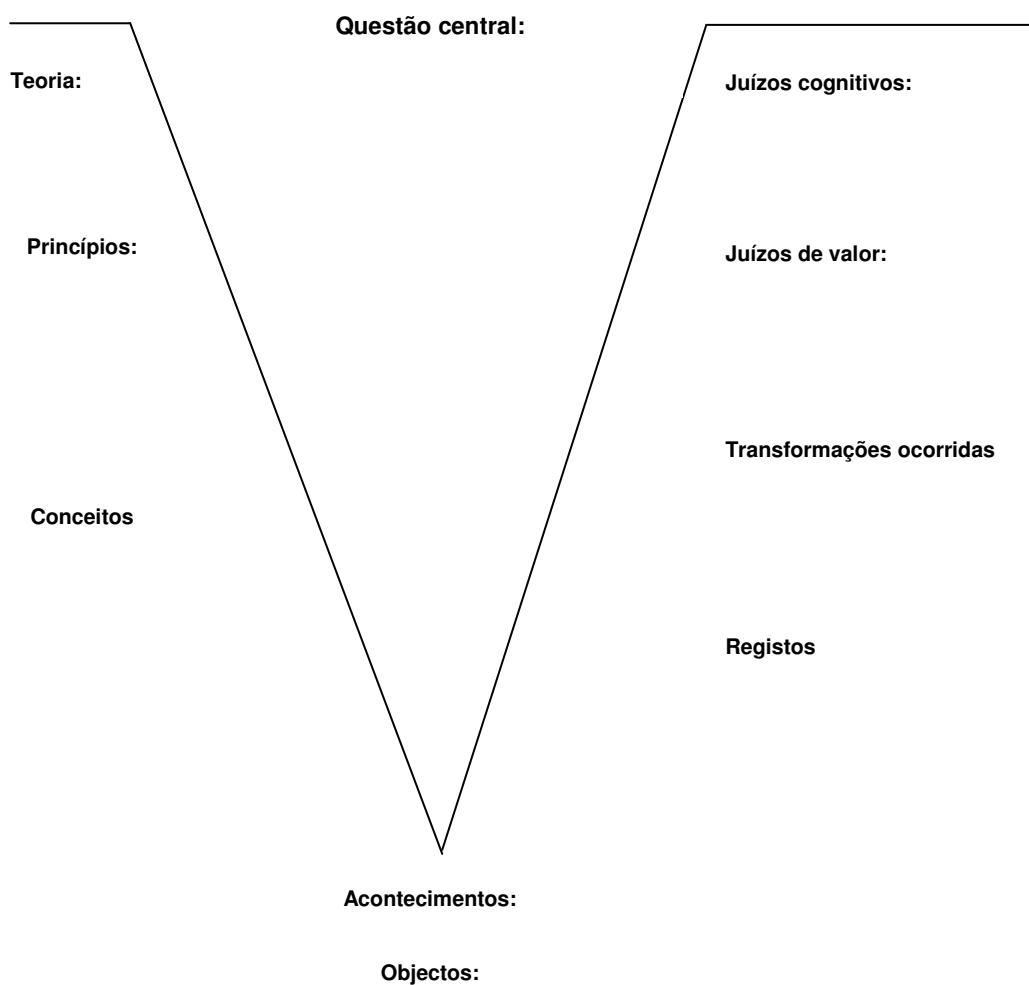 Questão central:
Teoria:
Juízos cognitivos:
Princípios:
Juízos de valor:
Transformações ocorridas
Conceitos
Registos
Acontecimentos:
Objectos: